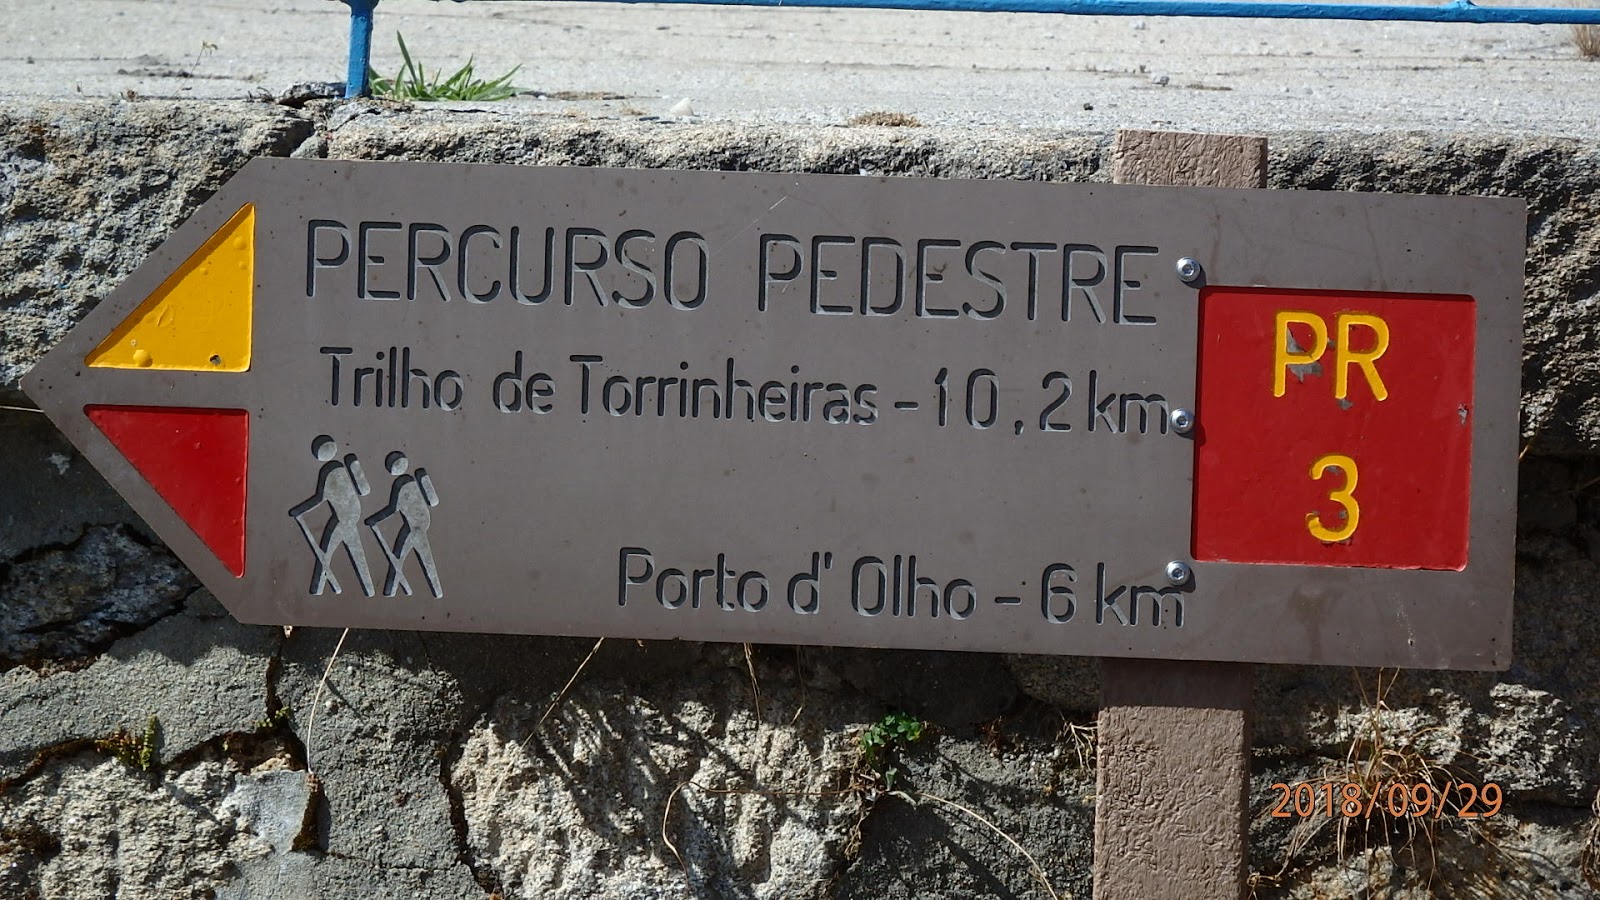 PERCURSO PEDESTRE
Trilho de Torrinheiras - 10,2 km
Porto d' Olho - 6 km
PR
3
2018/09/29